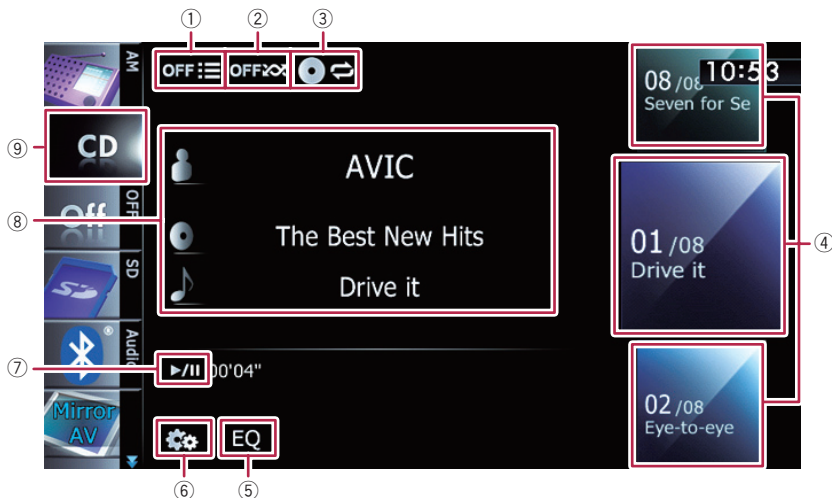 ① ② ③
AM
OFF OFF
10:53
08/08
Seven for Se
⑨ CD
AVIC
OFF
Off
⑧
The Best New Hits
01/08
Drive it
④
SD
Drive it
®
Audio
⑦ ►/II 00'04"
02/08
Eye-to-eye
Mirror
AV
EQ
⑥ ⑤